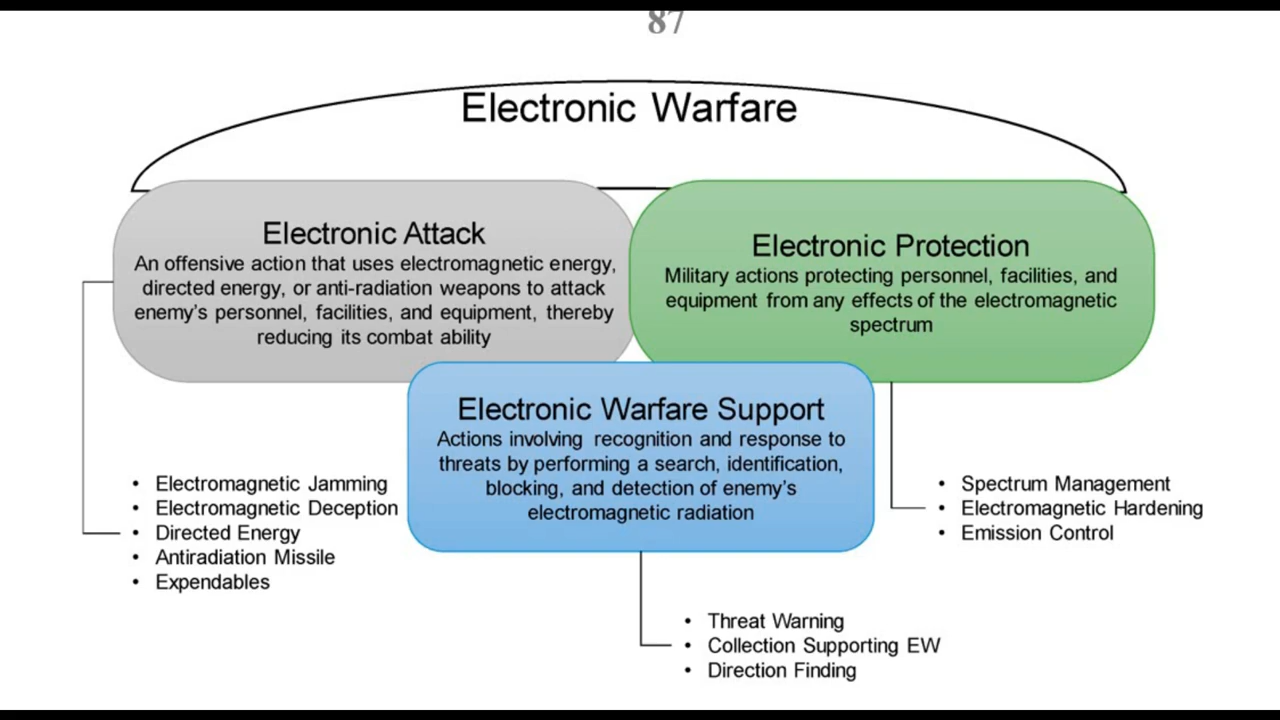 87
Electronic Warfare
Electronic Attack
An offensive action that uses electromagnetic energy,
directed energy, or anti-radiation weapons to attack
enemy's personnel, facilities, and equipment, thereby
reducing its combat ability
Electronic Protection
Military actions protecting personnel, facilities, and
equipment from any effects of the electromagnetic
spectrum
Electronic Warfare Support
Actions involving recognition and response to
threats by performing a search, identification,
blocking, and detection of enemy's
electromagnetic radiation
• Electromagnetic Jamming
• Electromagnetic Deception
• Directed Energy
• Antiradiation Missile
• Expendables
• Spectrum Management
• Electromagnetic Hardening
• Emission Control
• Threat Warning
• Collection Supporting EW
• Direction Finding